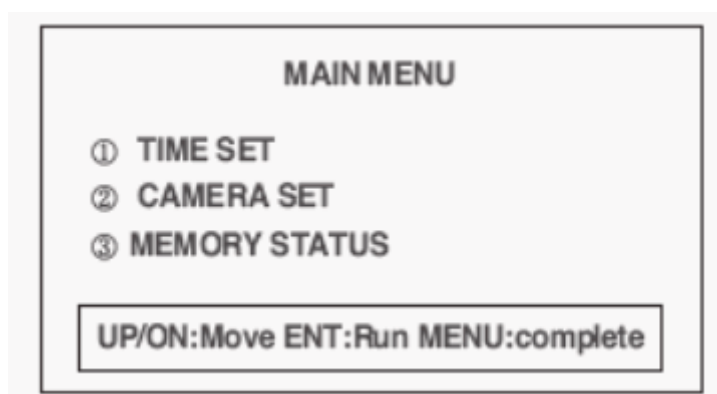 MAIN MENU
① TIME SET
② CAMERA SET
③ MEMORY STATUS
UP/ON:Move ENT:Run MENU:complete